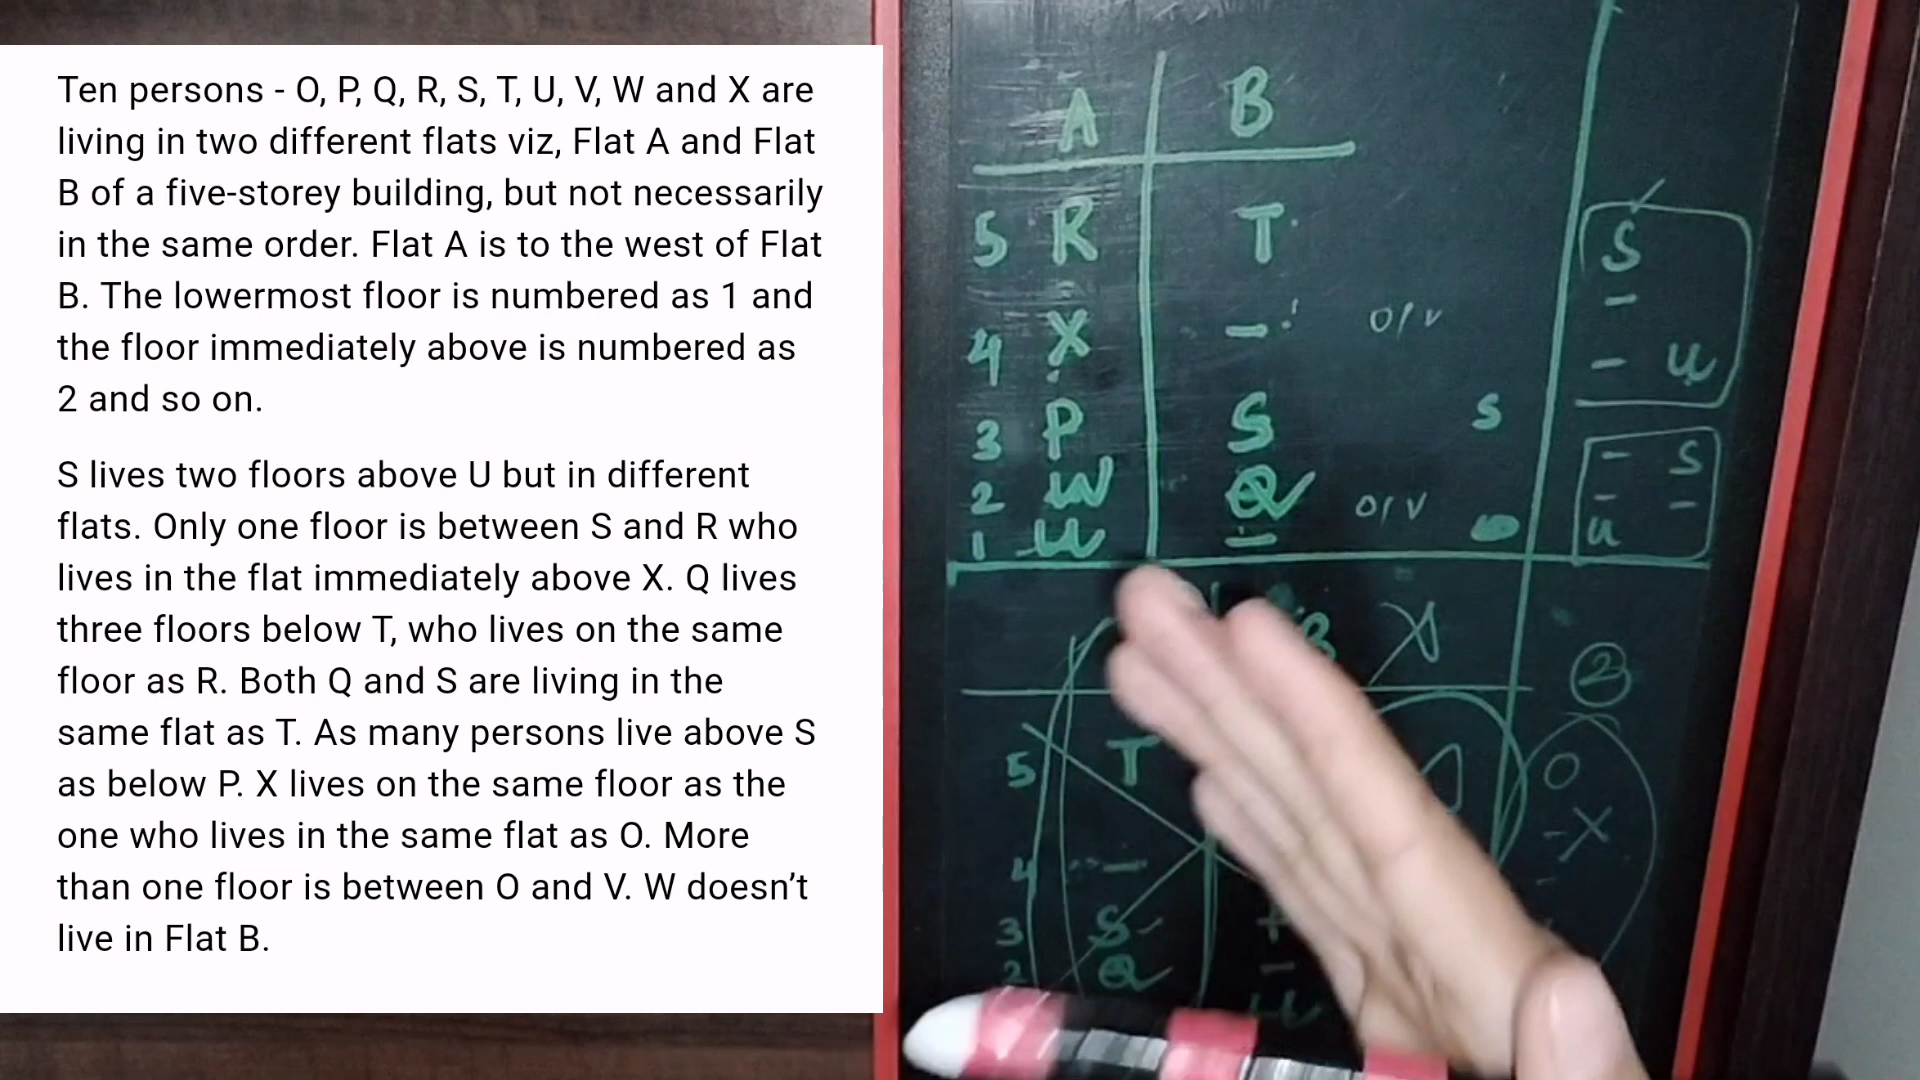 Ten persons - O, P, Q, R, S, T, U, V, W and X are
living in two different flats viz, Flat A and Flat
B of a five-storey building, but not necessarily
in the same order. Flat A is to the west of Flat
B. The lowermost floor is numbered as 1 and
the floor immediately above is numbered as
2 and so on.
S lives two floors above U but in different
flats. Only one floor is between S and R who
lives in the flat immediately above X. Q lives
three floors below T, who lives on the same
floor as R. Both Q and S are living in the
same flat as T. As many persons live above S
as below P. X lives on the same floor as the
one who lives in the same flat as O. More
than one floor is between O and V. W doesn’t
live in Flat B.
A B
5 R T
4 X - O/V
3 P S
2 W Q
1 U - O/V
S
S
-
- U
- S
- -
U
B
5 T
4 -
3 S
2 Q -
U
2
O
- X
-